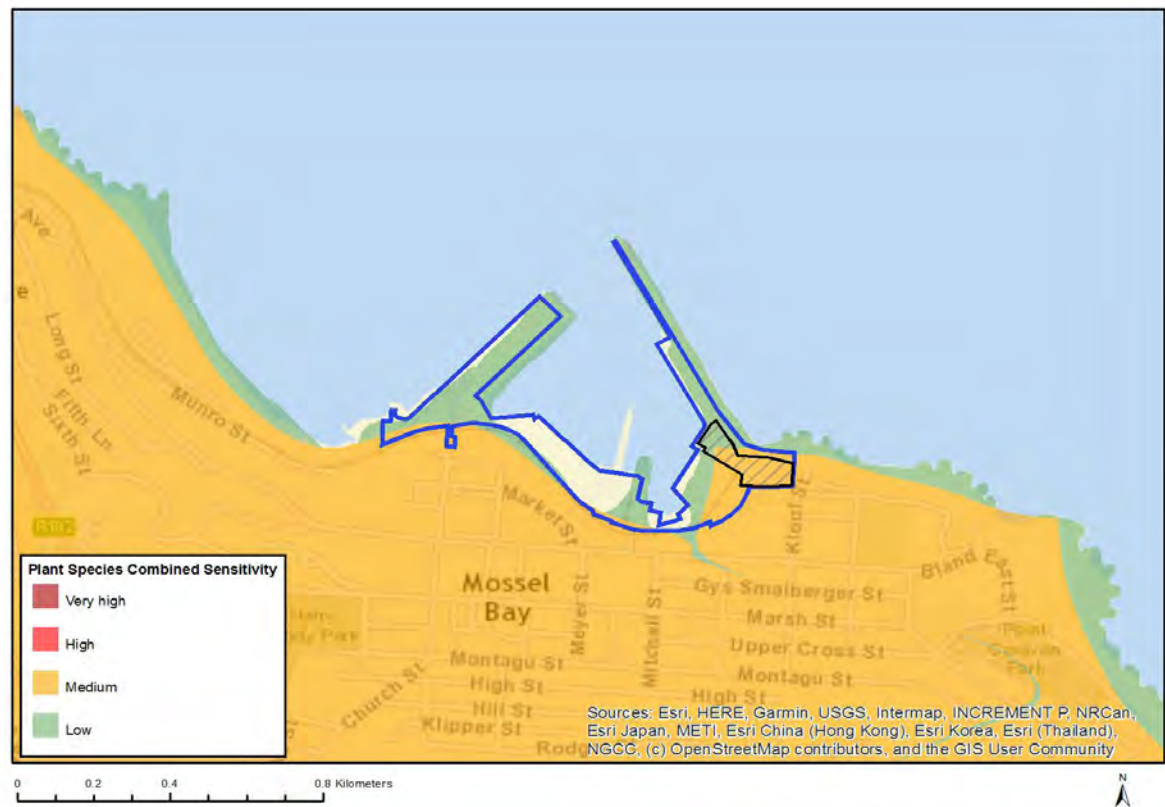 Ave
e
Long St
Fifth Ln
Sixth St
Munro St
Market St
Kloof St
Mossel
Bay
Meyer St
Mitchell St
Gys Smalberger St
Bland
East St
Marsh St
Upper Cross St
Park
Park
Montagu St
Montagu St
Church St
High St
High St
Hill St
Klipper St
Plant Species Combined Sensitivity
Very high
High
Medium
Low
Sources: Esri, HERE, Garmin, USGS, Intermap, INCREMENT P, NRCan,
Esri Japan, METI, Esri China (Hong Kong), Esri Korea, Esri (Thailand),
NGCC, (c) OpenStreetMap contributors, and the GIS User Community
0 0.2 0.4 0.8 Kilometers
N